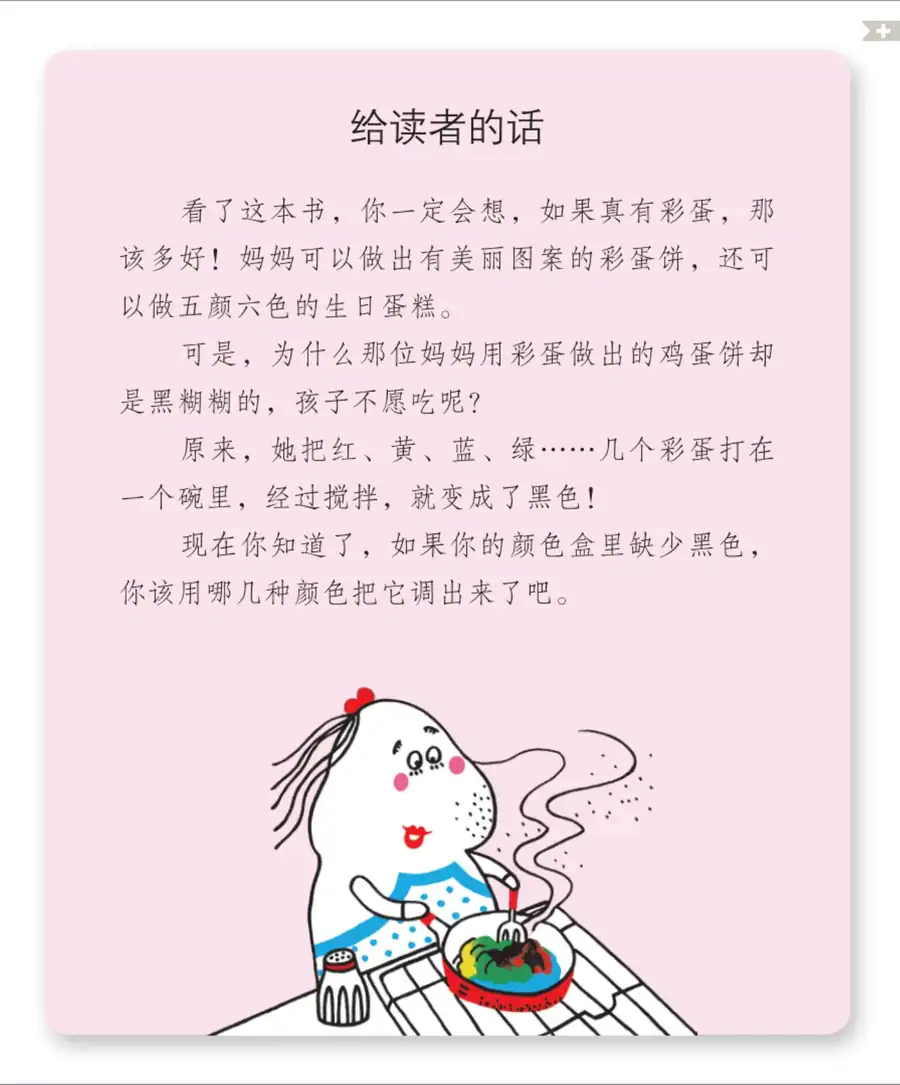 给读者的话
看了这本书，你一定会想，如果真有彩蛋，那
该多好！妈妈可以做出有美丽图案的彩蛋饼，还可
以做五颜六色的生日蛋糕。
可是，为什么那位妈妈用彩蛋做出的鸡蛋饼却
是黑糊糊的，孩子不愿吃呢？
原来，她把红、黄、蓝、绿……几个彩蛋打在
一个碗里，经过搅拌，就变成了黑色！
现在你知道了，如果你的颜色盒里缺少黑色，
你该用哪几种颜色把它调出来了吧。